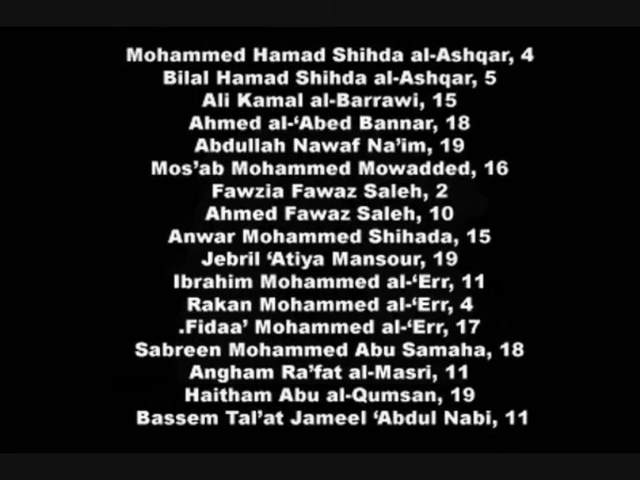 Mohammed Hamad Shihda al-Ashqar, 4
Bilal Hamad Shihda al-Ashqar, 5
Ali Kamal al-Barrawi, 15
Ahmed al-‘Abed Bannar, 18
Abdullah Nawaf Na’im, 19
Mos’ab Mohammed Mowadded, 16
Fawzia Fawaz Saleh, 2
Ahmed Fawaz Saleh, 10
Anwar Mohammed Shihada, 15
Jebril ‘Atiya Mansour, 19
Ibrahim Mohammed al-‘Err, 11
Rakan Mohammed al-‘Err, 4
.Fidaa’ Mohammed al-‘Err, 17
Sabreen Mohammed Abu Samaha, 18
Angham Ra’fat al-Masri, 11
Haitham Abu al-Qumsan, 19
Bassem Tal’at Jameel ‘Abdul Nabi, 11